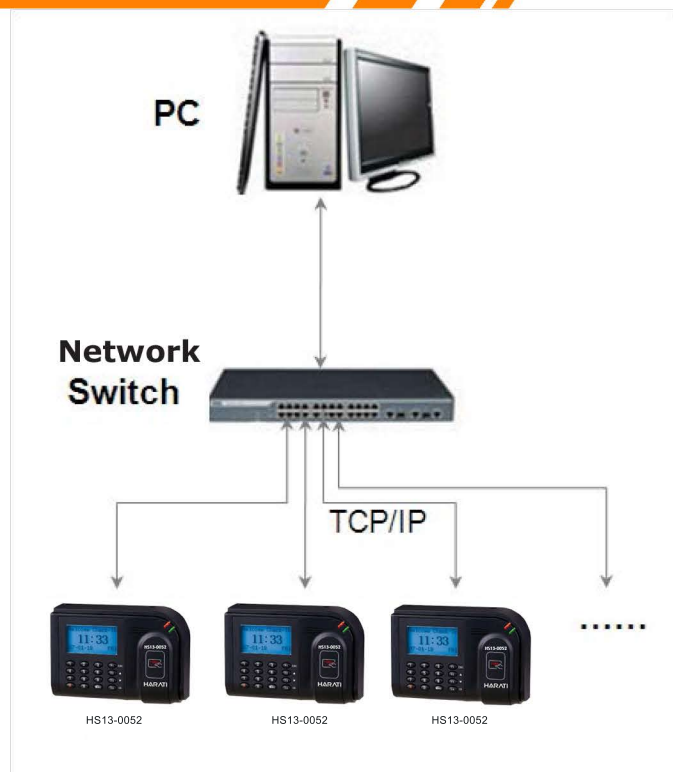 PC
Network
Switch
TCP/IP
11:33
HS13-0052
HARATI
11:33
HS13-0052
HARATI
11:33
HS13-0052
HARATI
......
HS13-0052
HS13-0052
HS13-0052